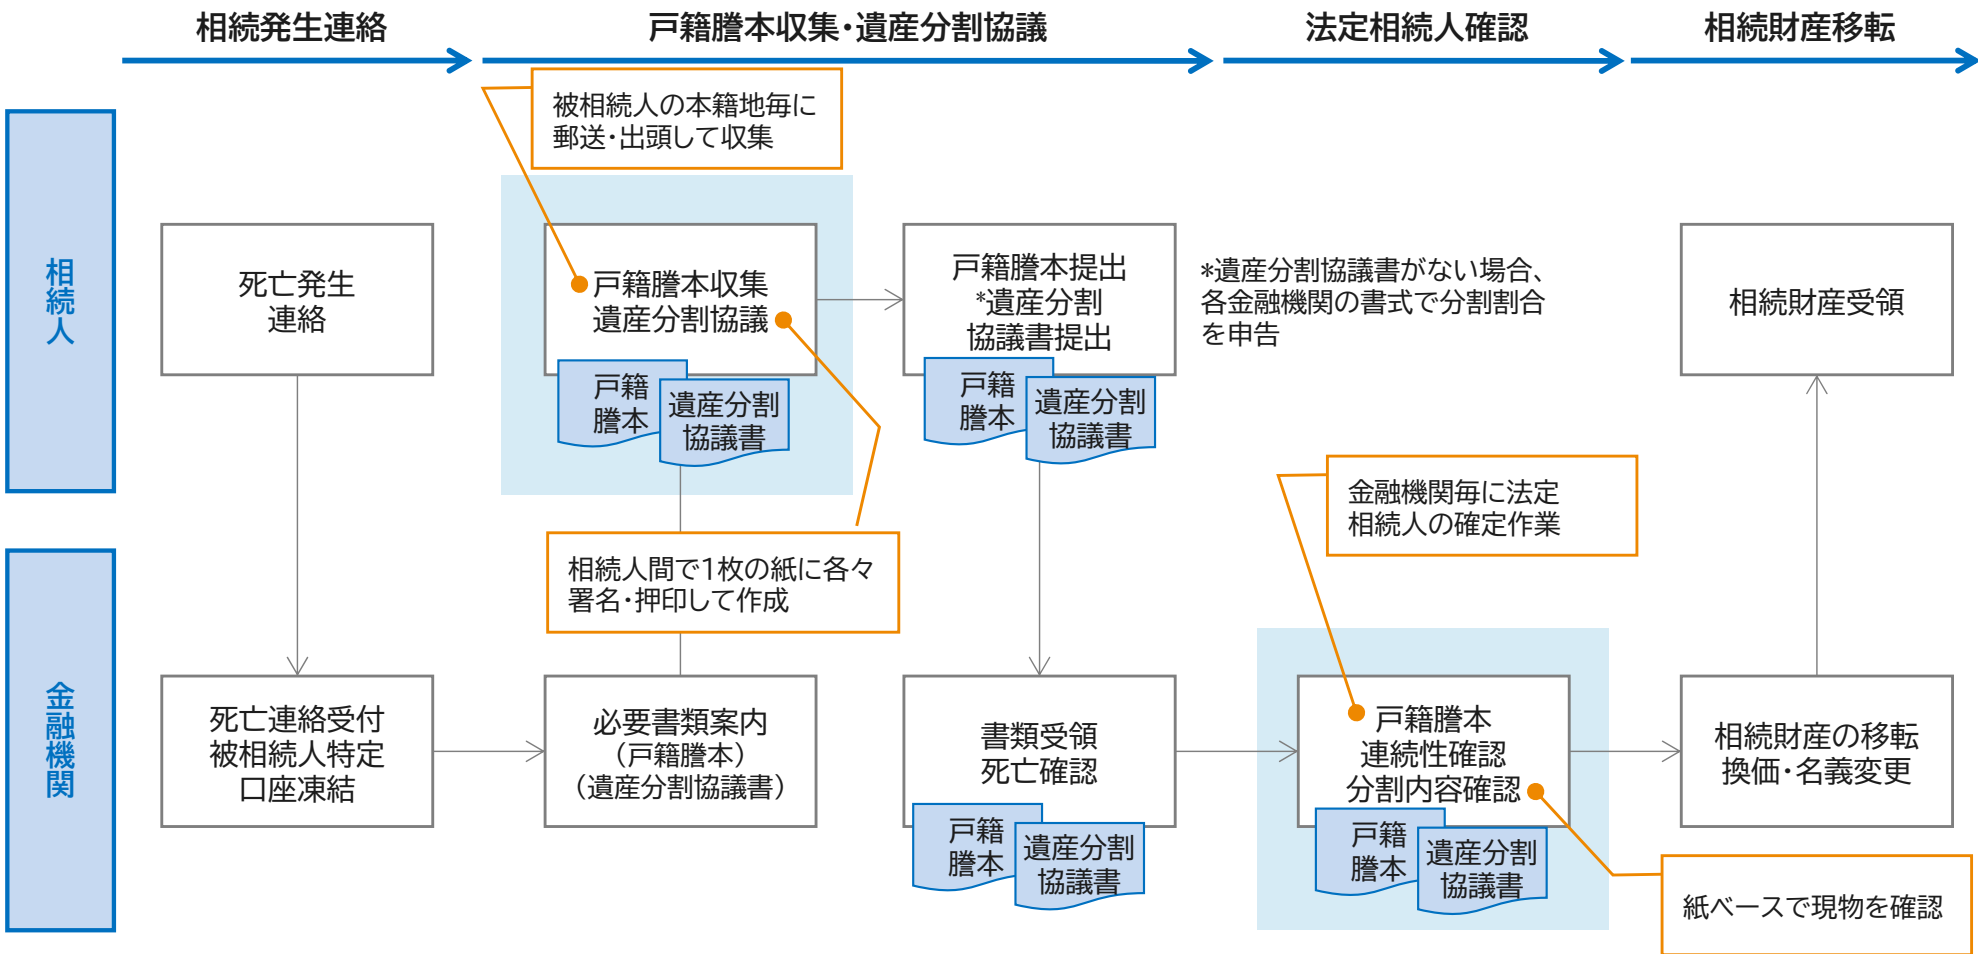 相続発生連絡
戸籍謄本収集・遺産分割協議
法定相続人確認
相続財産移転
被相続人の本籍地毎に
郵送・出頭して収集
相続人
死亡発生
連絡
戸籍謄本収集
遺産分割協議
戸籍
謄本
遺産分割
協議書
戸籍謄本提出
*遺産分割
協議書提出
戸籍
謄本
遺産分割
協議書
*遺産分割協議書がない場合、
各金融機関の書式で分割割合
を申告
相続財産受領
金融機関毎に法定
相続人の確定作業
相続人間で1枚の紙に各々
署名・押印して作成
金融機関
死亡連絡受付
被相続人特定
口座凍結
必要書類案内
（戸籍謄本）
（遺産分割協議書）
書類受領
死亡確認
戸籍
謄本
遺産分割
協議書
戸籍謄本
連続性確認
分割内容確認
戸籍
謄本
遺産分割
協議書
相続財産の移転
換価・名義変更
紙ベースで現物を確認